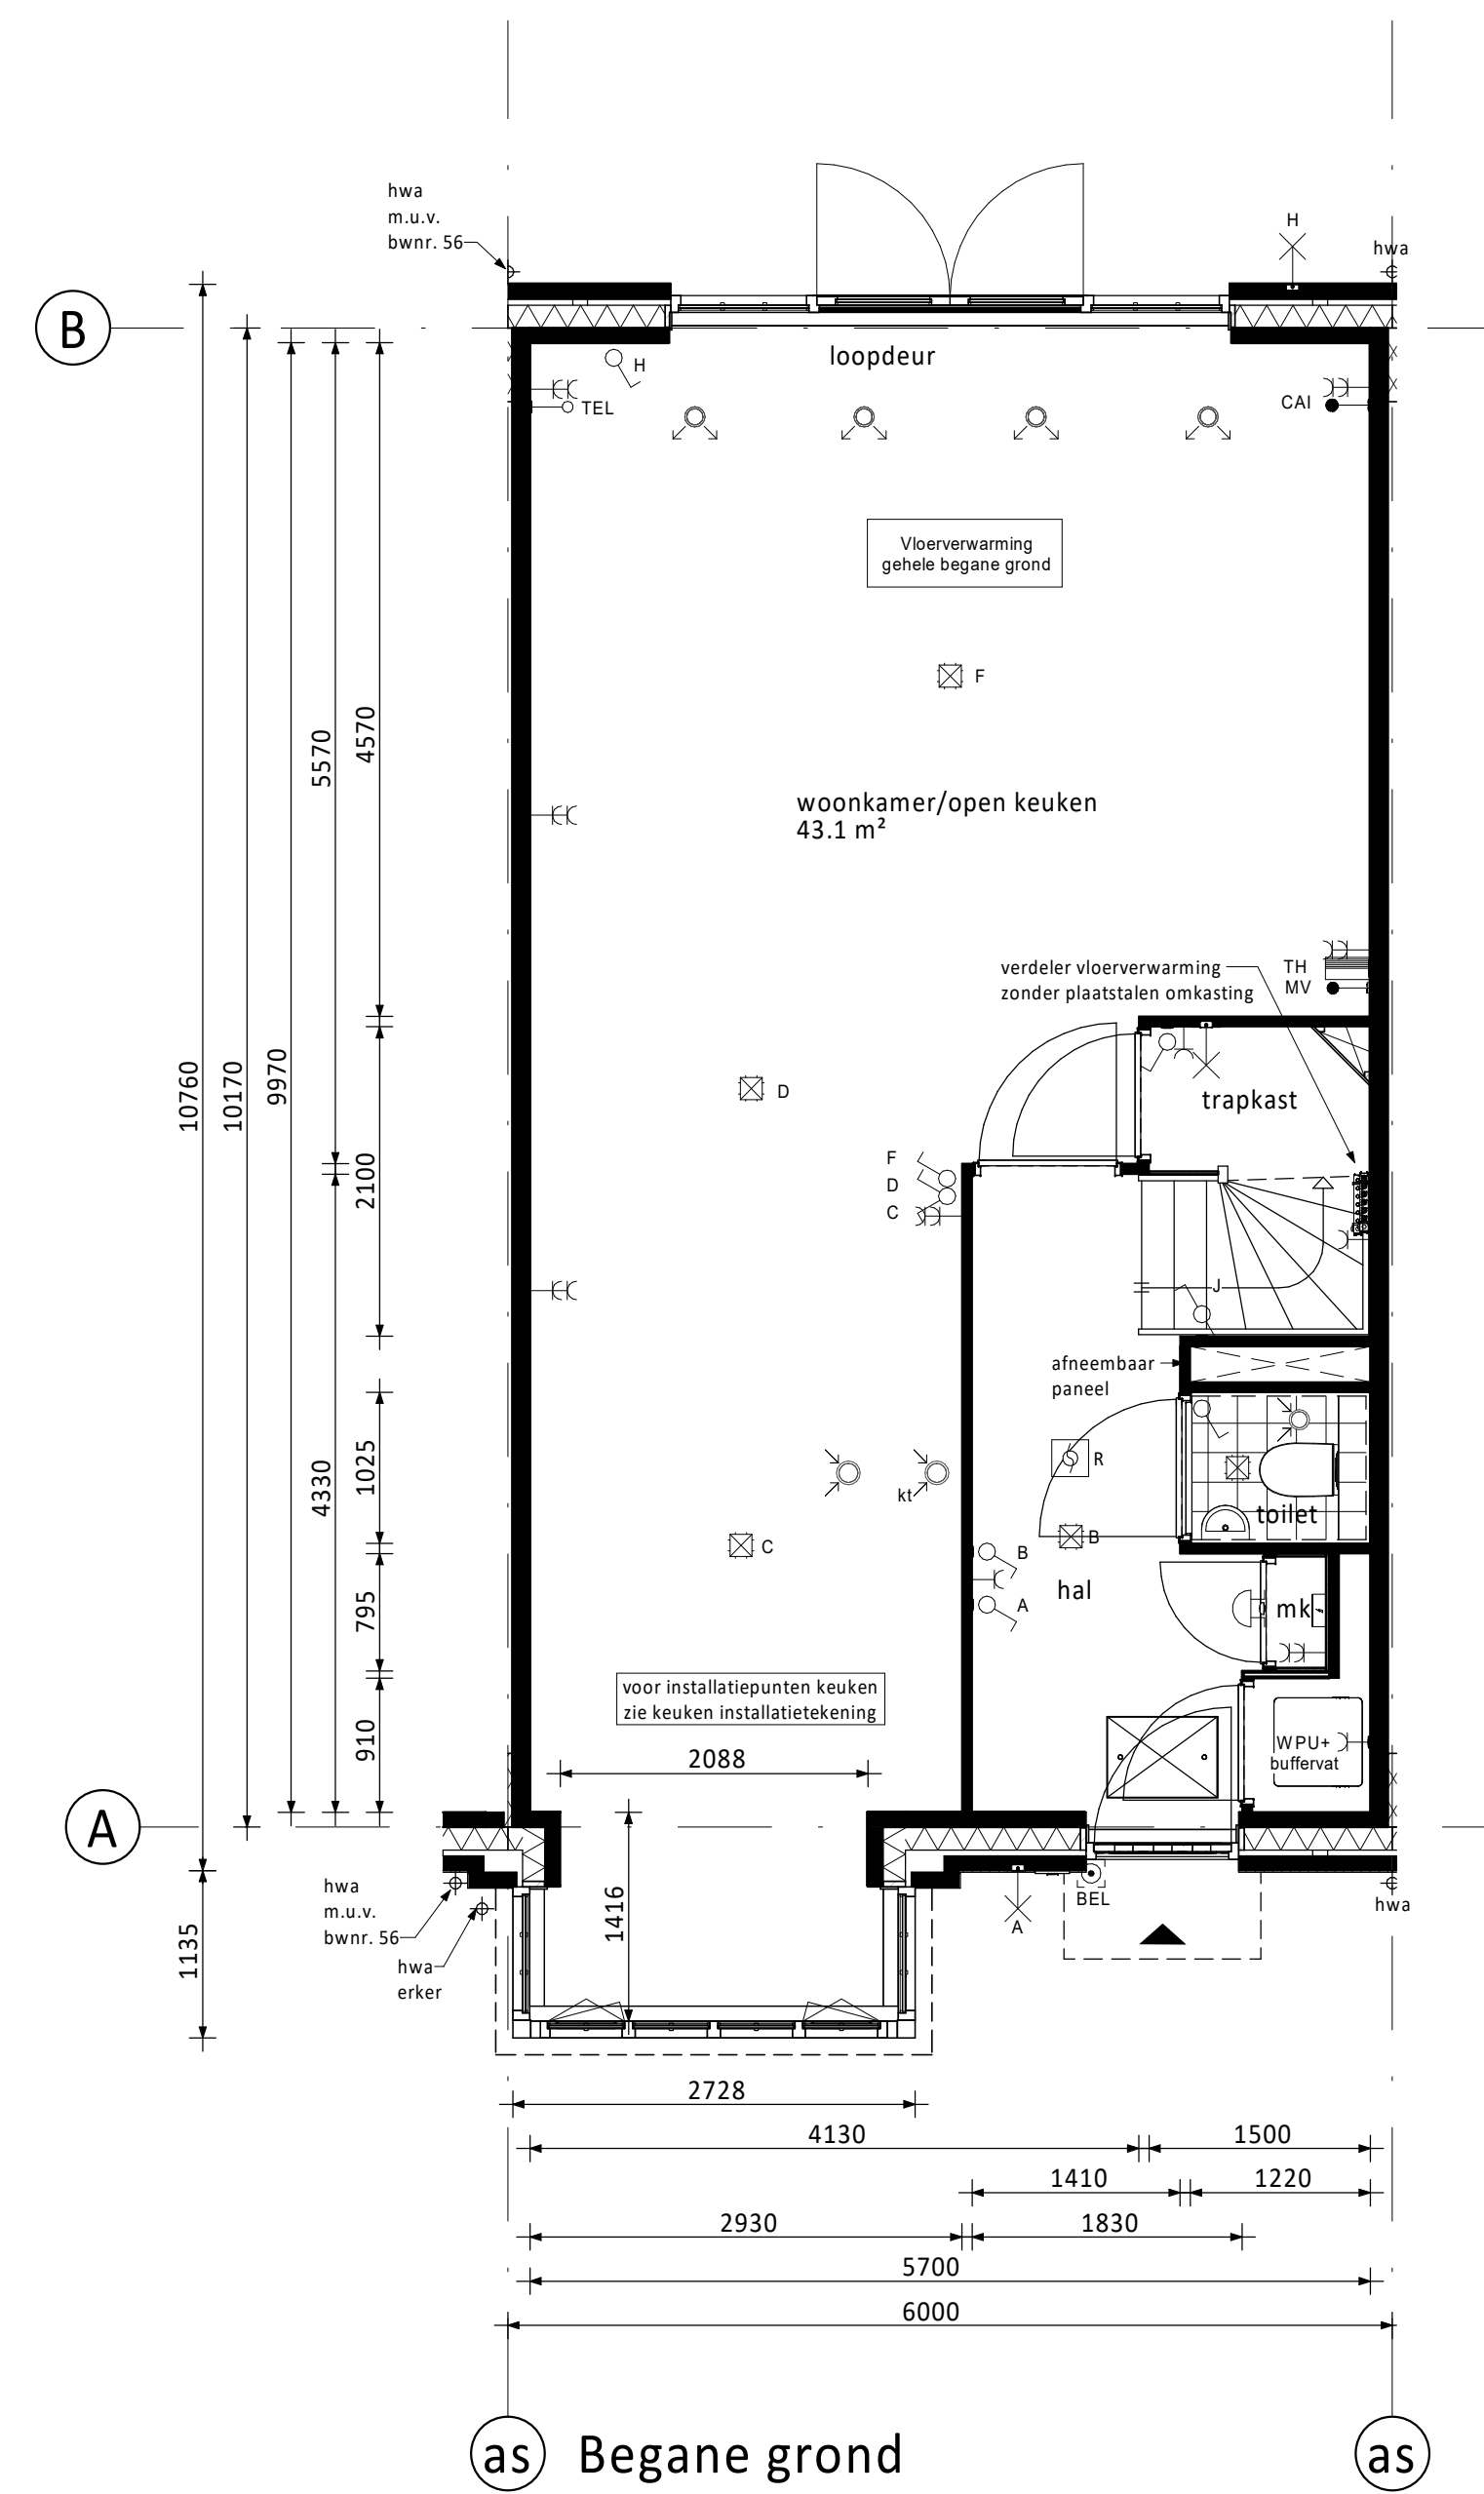 hwa
m.u.v.
bwnr. 56
H
hwa
B
loopdeur
H
TEL
CAI
Vloerverwarming
gehele begane grond
F
4570
5570
woonkamer/open keuken
43.1 m²
verdeler vloerverwarming
zonder plaatstalen omkasting
TH
MV
10760
10170
9970
D
trapkast
2100
F
D
C
J
afneembaar
paneel
1025
4330
R
kt
toilet
C
B
B
hal
A
mk
795
voor installatiepunten keuken
zie keuken installatietekening
910
WPU+
buffervat
2088
A
hwa
m.u.v.
bwnr. 56
hwa
erker
1135
1416
A
BEL
hwa
2728
4130
1500
1410
1220
2930
1830
5700
6000
as
Begane grond
as